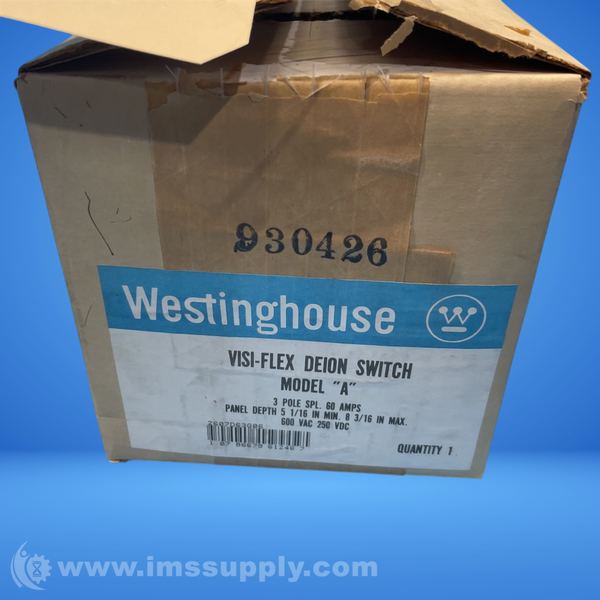 930426
Westinghouse
VISI-FLEX DEION SWITCH
MODEL "A"
3 POLE SPL. 60 AMPS
PANEL DEPTH 5 1/16 IN MIN. 8 3/16 IN MAX.
600 VAC 250 VDC
QUANTITY 1
www.imssupply.com